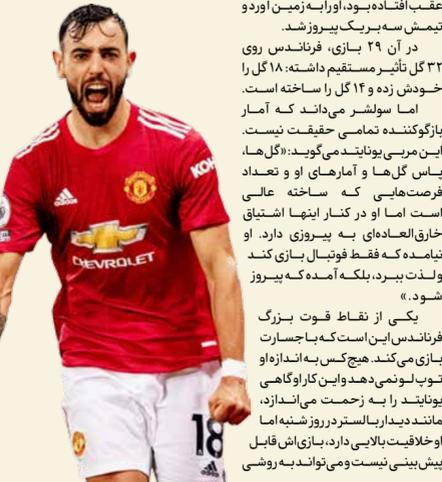 عقب افتاده بود، او را به زمین آورد و
تیمش سه بر یک پیروز شد.
در آن ۲۹ بازی، فرناندس روی
۳۲ گل تأثیر مستقیم داشته: ۱۸ گل را
خودش زده و ۱۴ گل را ساخته است.
اما سولشر می‌داند که آمار
بازگوکننده تمامی حقیقت نیست.
این مربی یونایتد می‌گوید: «گل‌ها،
پاس گل‌ها و آمارهای او و تعداد
فرصت‌هایی که ساخته عالی
است اما او در کنار اینها اشتیاق
خارق‌العاده‌ای به پیروزی دارد. او
نیامده که فقط فوتبال بازی کند
و لذت ببرد، بلکه آمده که پیروز
شود.»
یکی از نقاط قوت بزرگ
فرناندس این است که با جسارت
بازی می‌کند. هیچ‌کس به اندازه او
توپ لو نمی‌دهد و این کار او گاهی
یونایتد را به زحمت می‌اندازد،
مانند دیدار با لستر در روز شنبه اما
او خلاقیت بالایی دارد، بازی‌اش قابل
پیش‌بینی نیست و می‌تواند به روشی
adidas
KOH
CHEVROLET
18